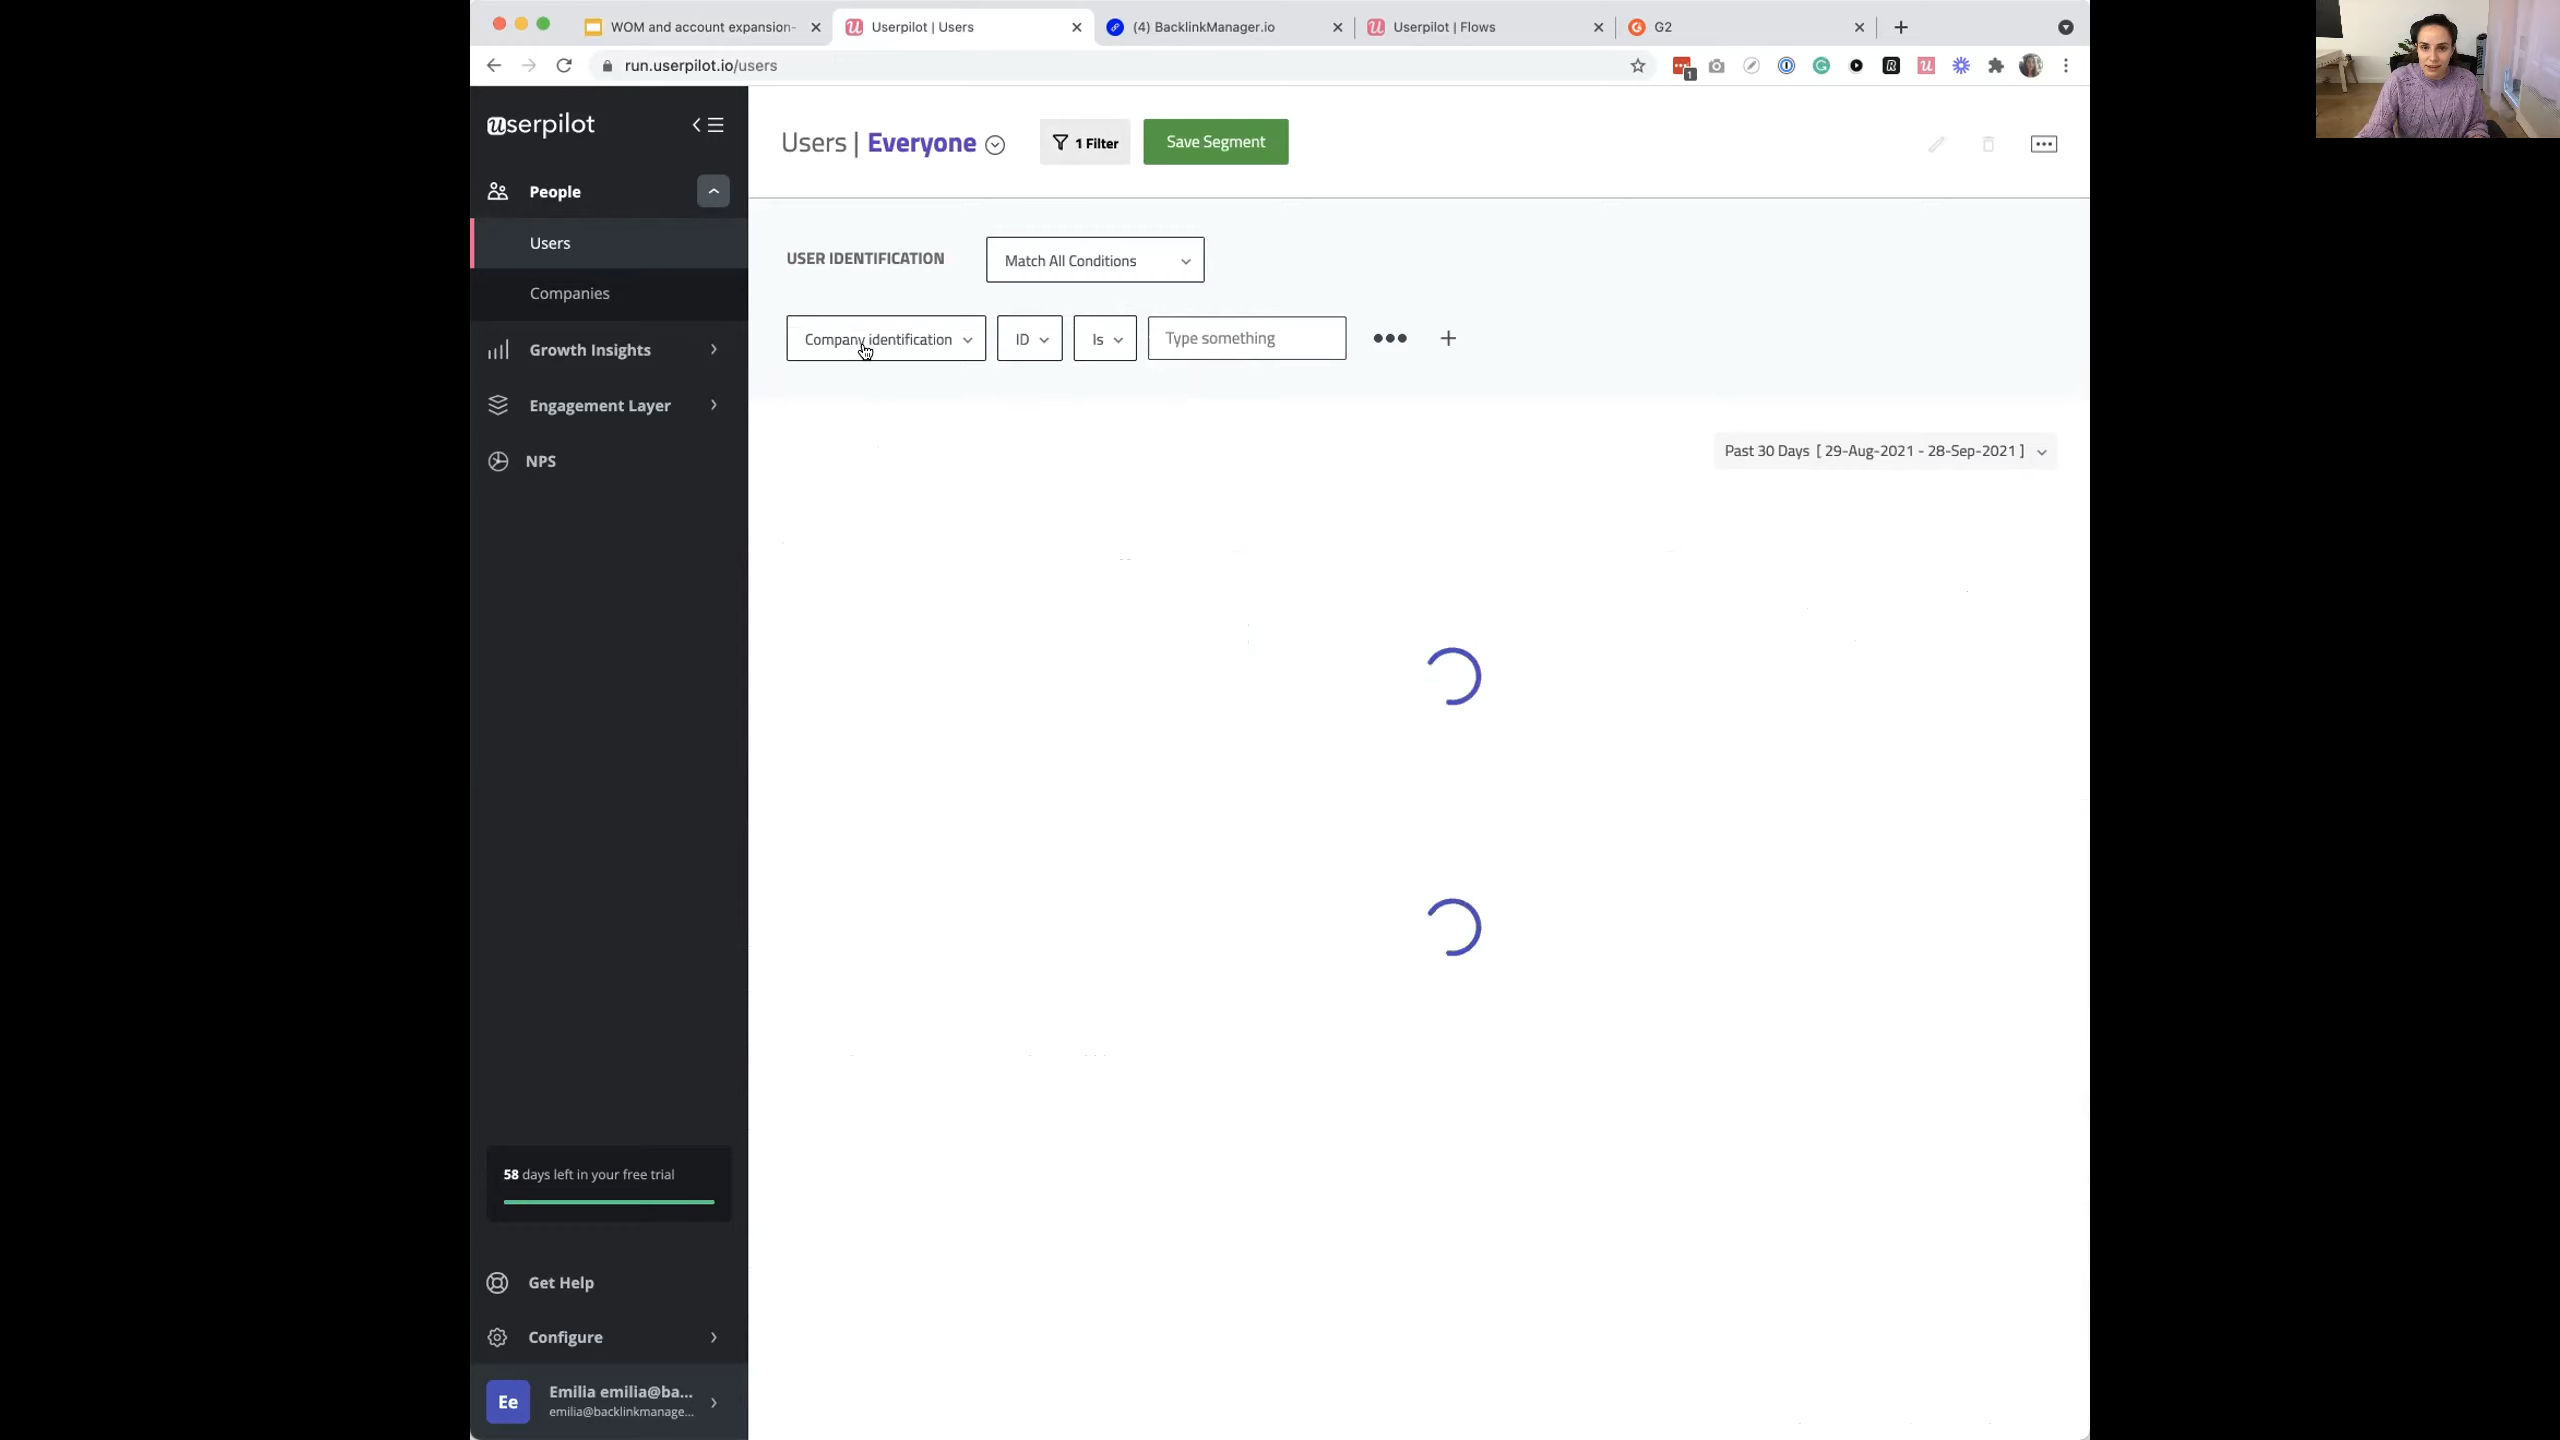 WOM and account expansion-
Userpilot | Users
(4) BacklinkManager.io
Userpilot | Flows
G2
run.userpilot.io/users
1
userpilot
People
Users
Companies
Growth Insights
Engagement Layer
NPS
58 days left in your free trial
Get Help
Configure
Ee
Emilia emilia@ba...
emilia@backlinkmanage...
Users | Everyone
1 Filter
Save Segment
USER IDENTIFICATION
Match All Conditions
Company identification
ID
Is
Type something
Past 30 Days [ 29-Aug-2021 - 28-Sep-2021 ]